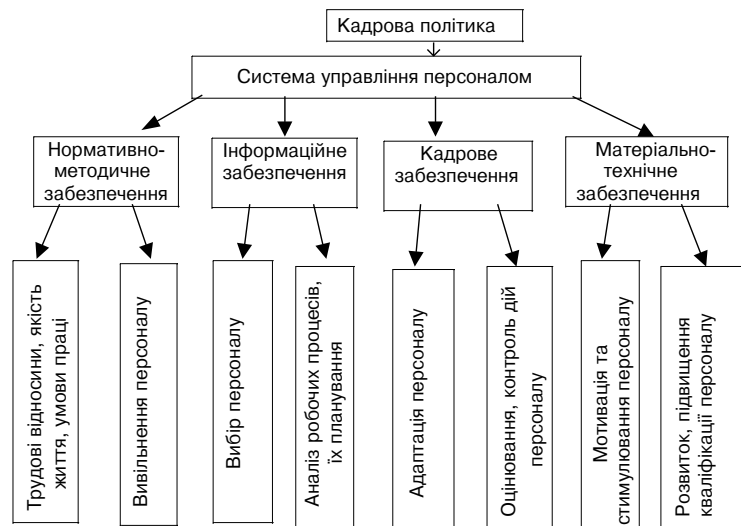 Кадрова політика
Система управління персоналом
Нормативно-
методичне
забезпечення
Інформаційне
забезпечення
Кадрове
забезпечення
Матеріально-
технічне
забезпечення
Трудові відносини, якість
життя, умови праці
Вивільнення персоналу
Вибір персоналу
Аналіз робочих процесів,
їх планування
Адаптація персоналу
Оцінювання, контроль дій
персоналу
Мотивація та
стимулювання персоналу
Розвиток, підвищення
кваліфікації персоналу